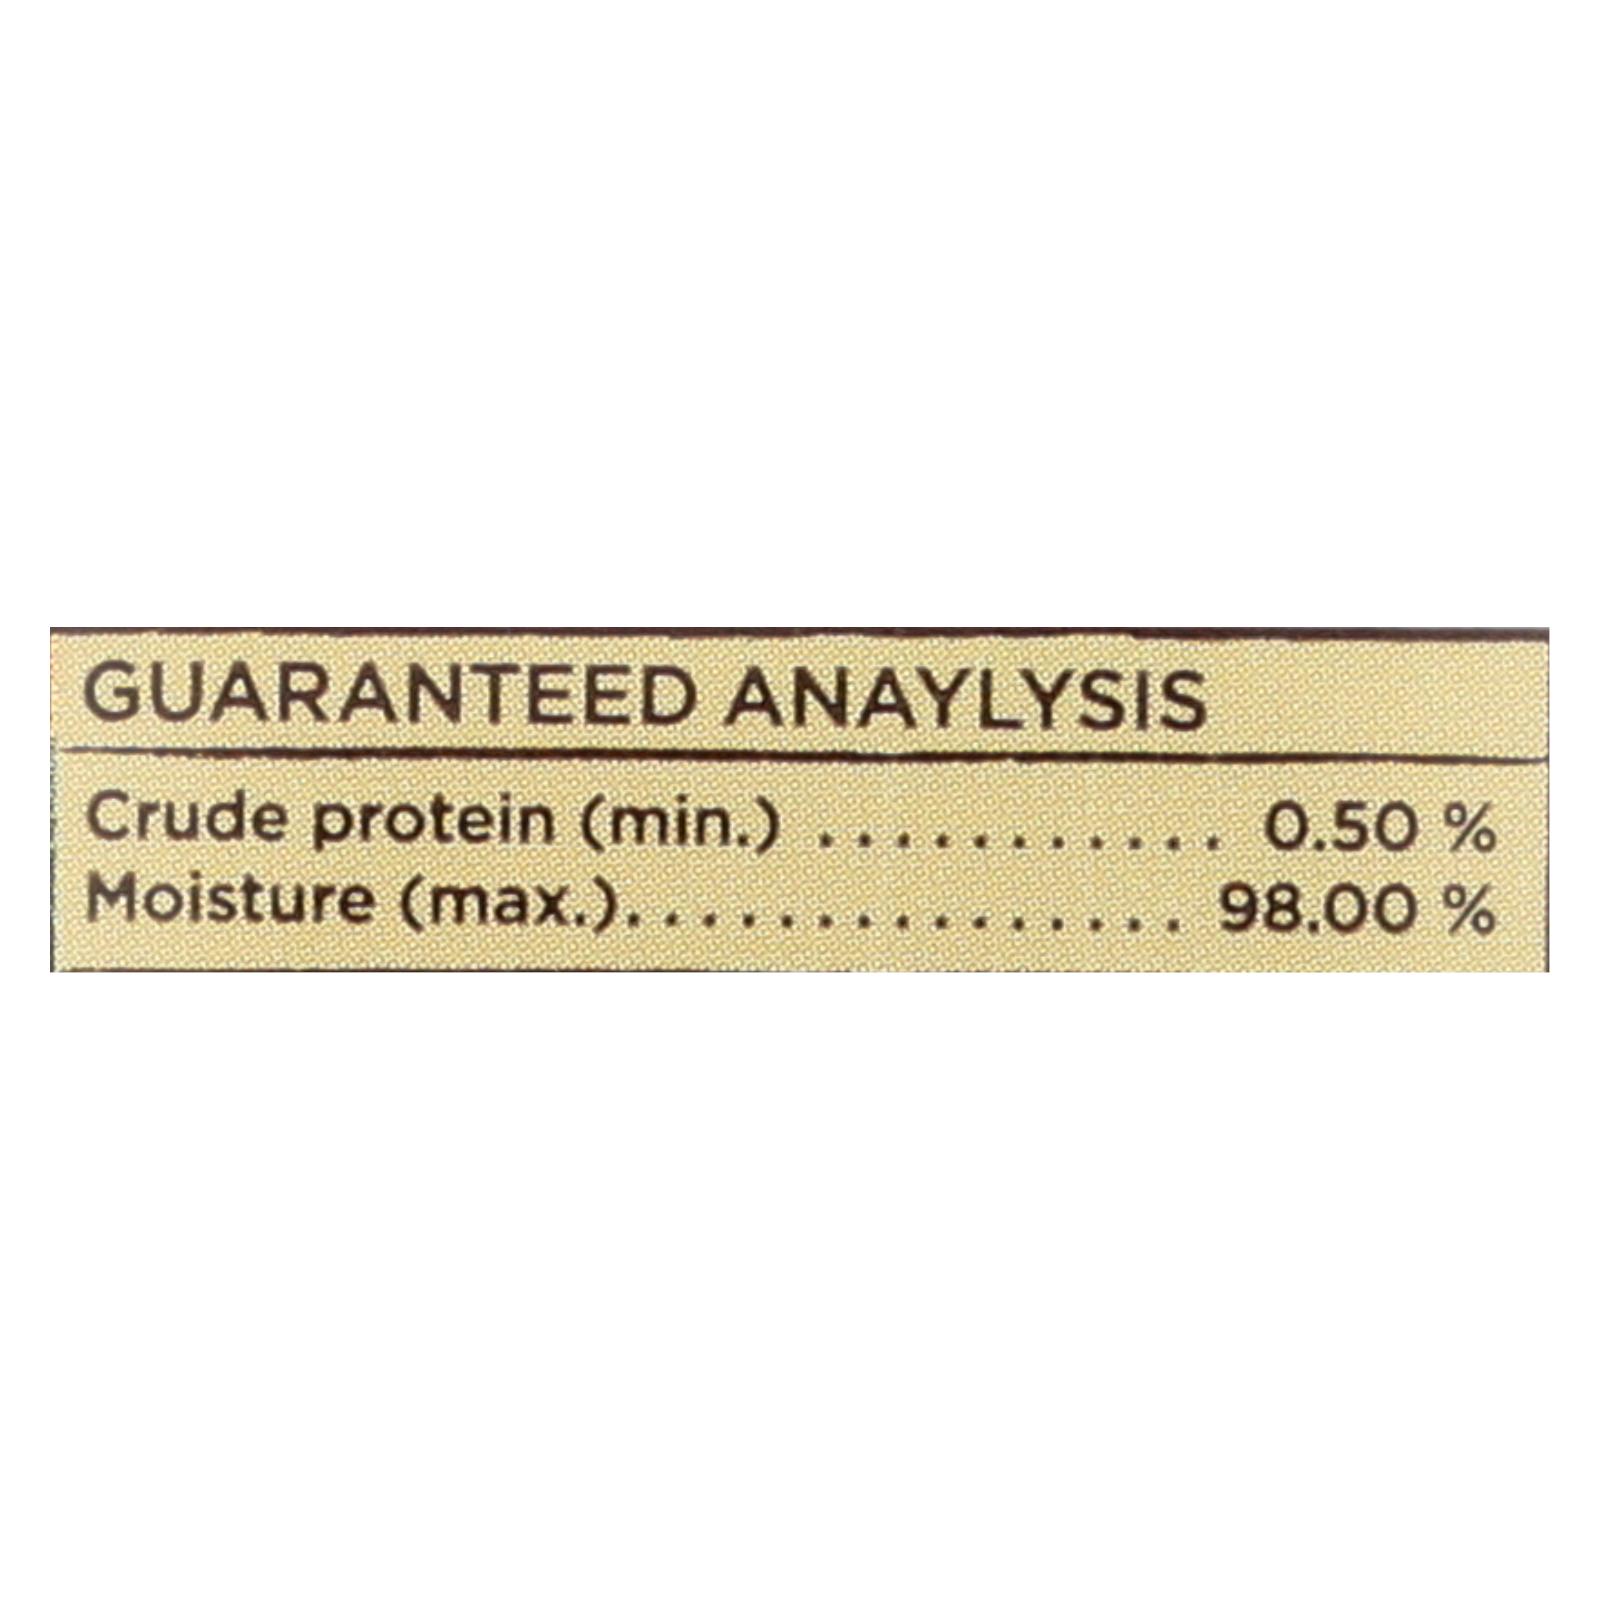 GUARANTEED ANAYLYSIS
Crude protein (min.) . . . . . . . . . . . 0.50 %
Moisture (max.). . . . . . . . . . . . . . . 98.00 %